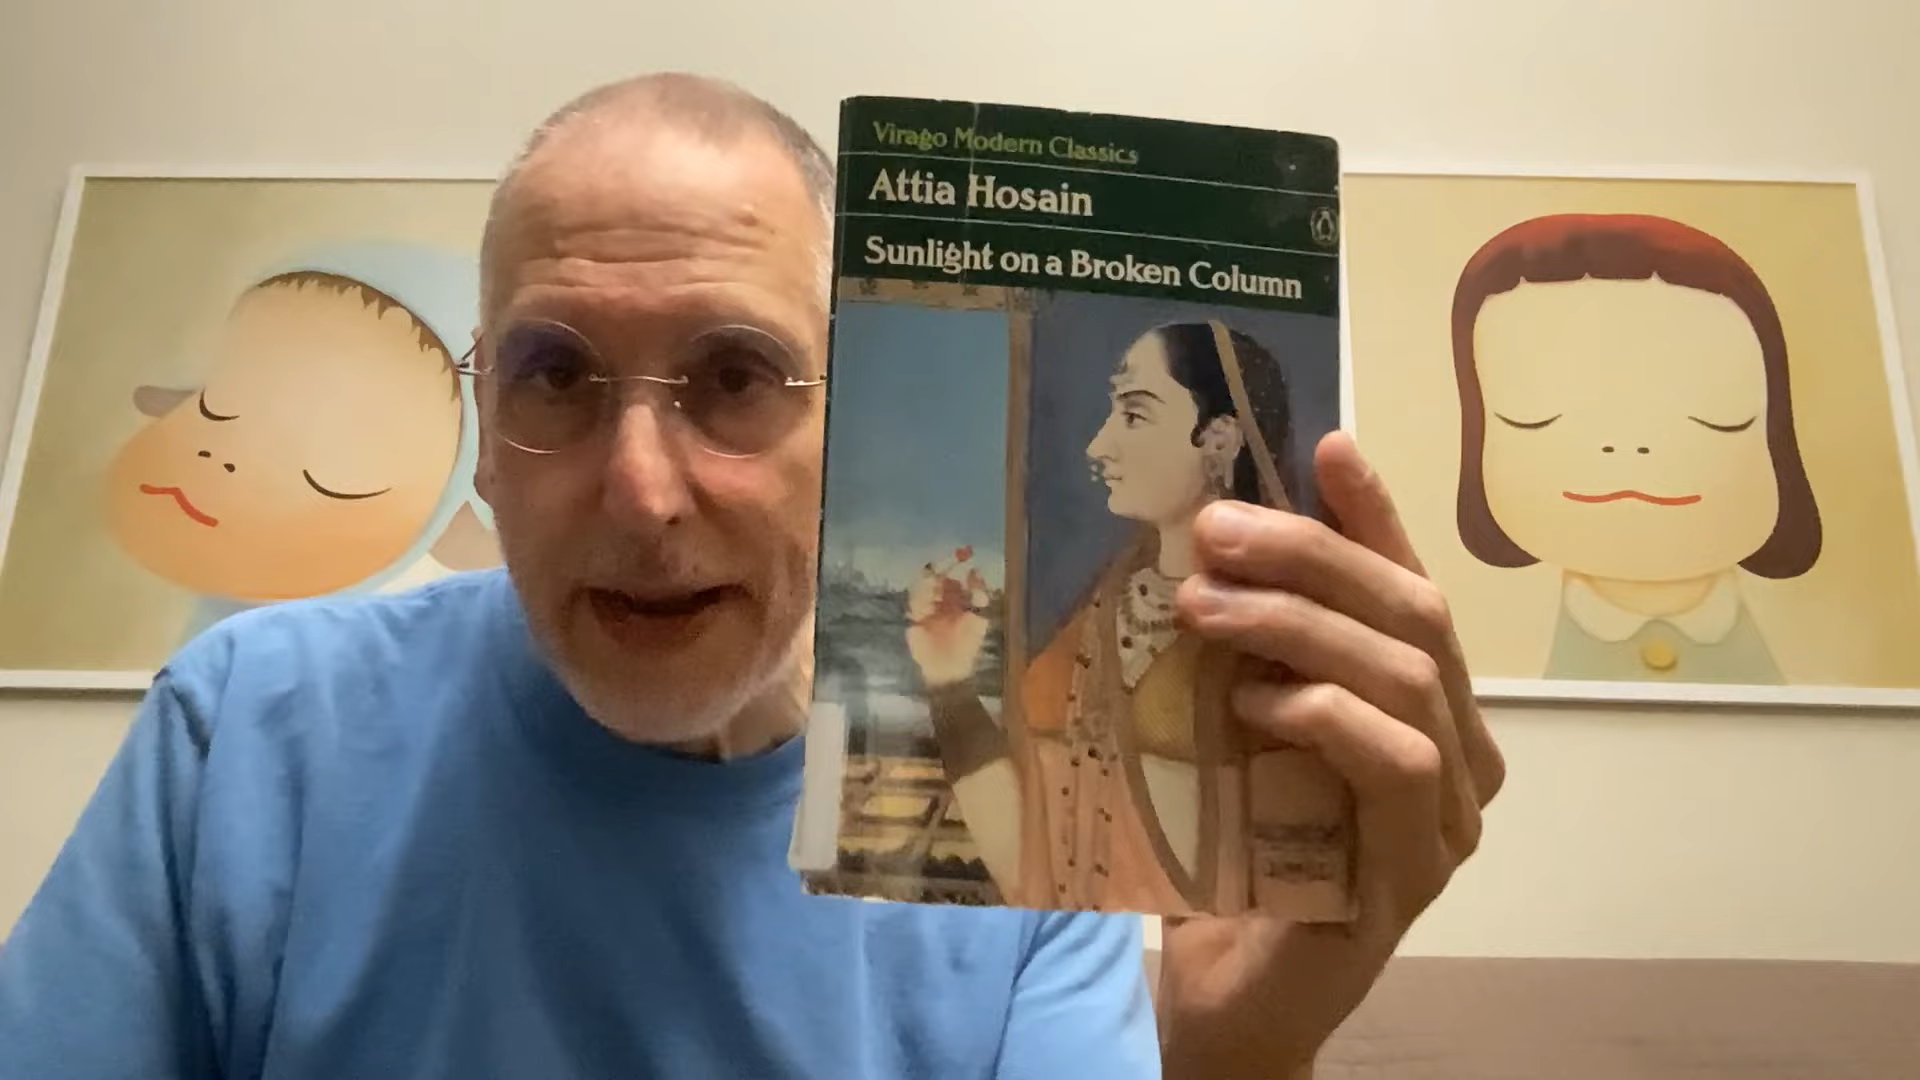 Virago Modern Classics
Attia Hosain
Sunlight on a Broken Column